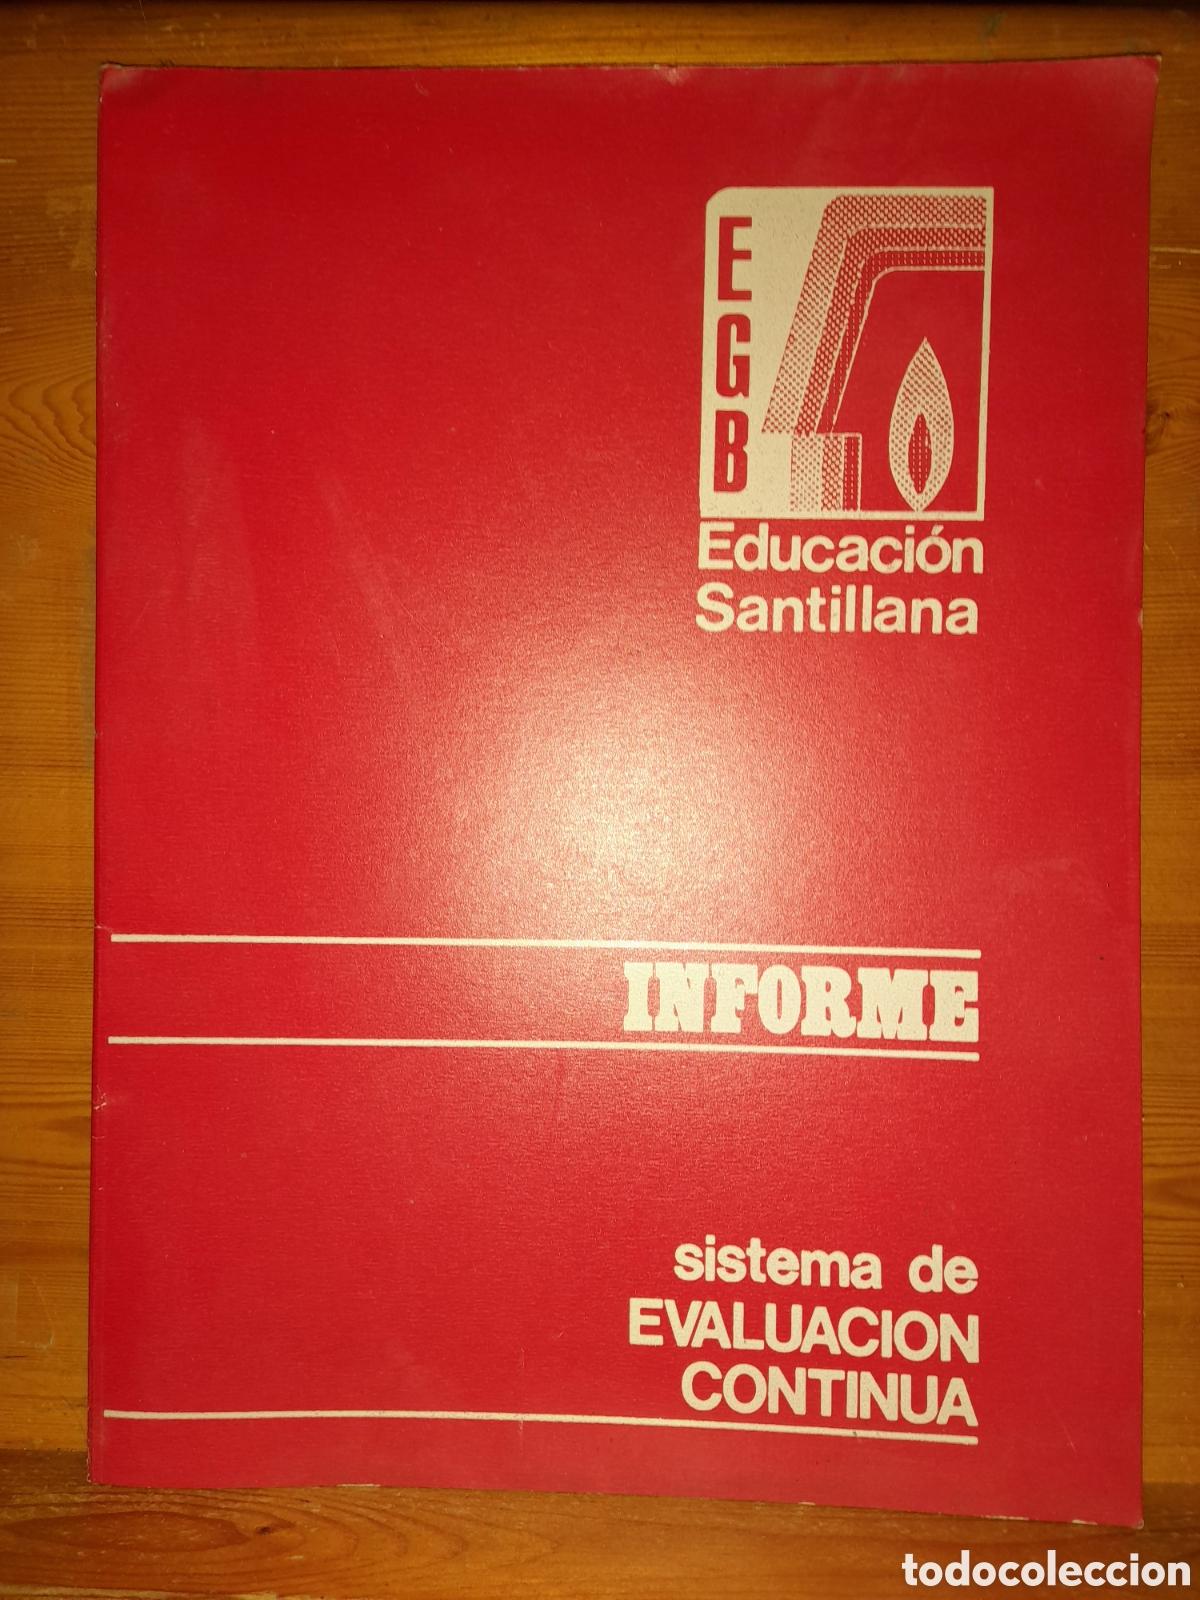 EGB
Educación
Santillana
INFORME
sistema de
EVALUACION
CONTINUA
todocoleccion